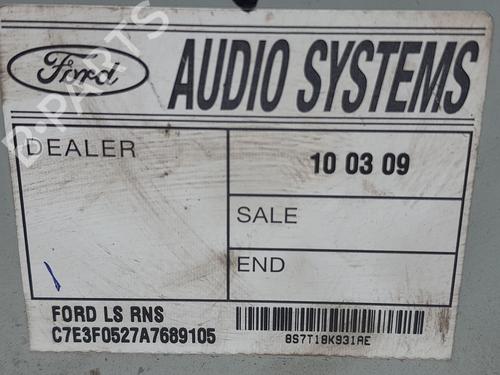 Ford
AUDIO SYSTEMS
DEALER
10 03 09
SALE
END
FORD LS RNS
C7E3F0527A7689105
8S7T18K931AE
B-PARTS